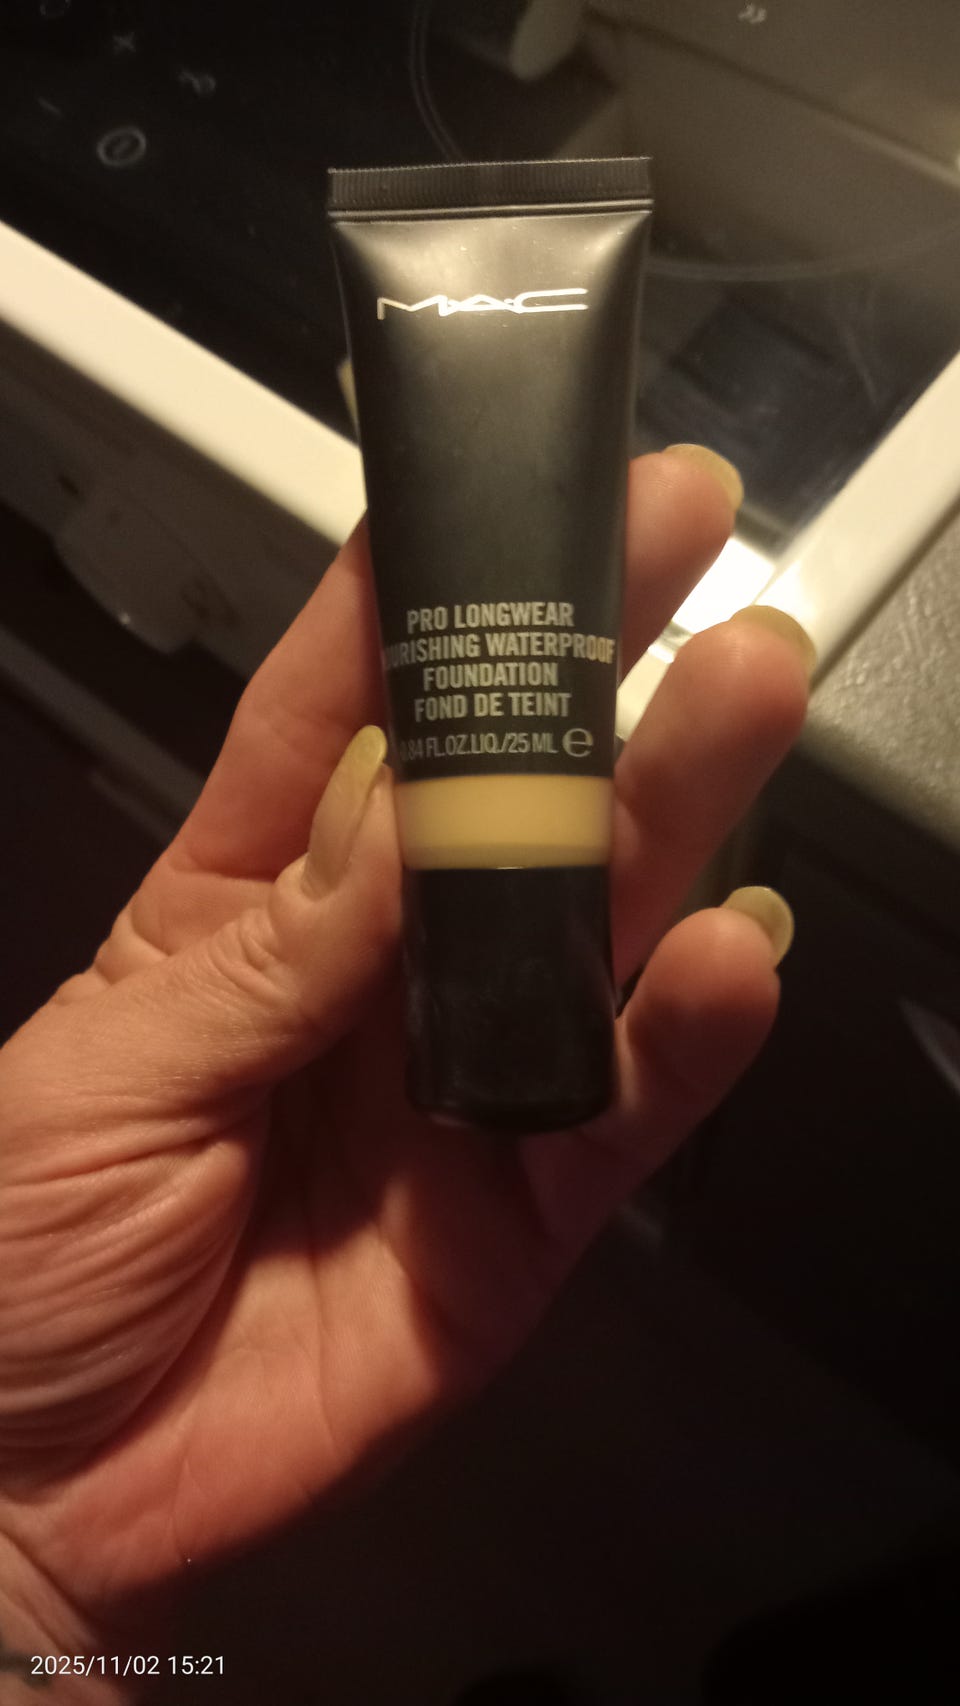 M·A·C
PRO LONGWEAR
OURISHING WATERPROOF
FOUNDATION
FOND DE TEINT
0.84 FL.OZ.LIQ./25 ML ℮
2025/11/02 15:21